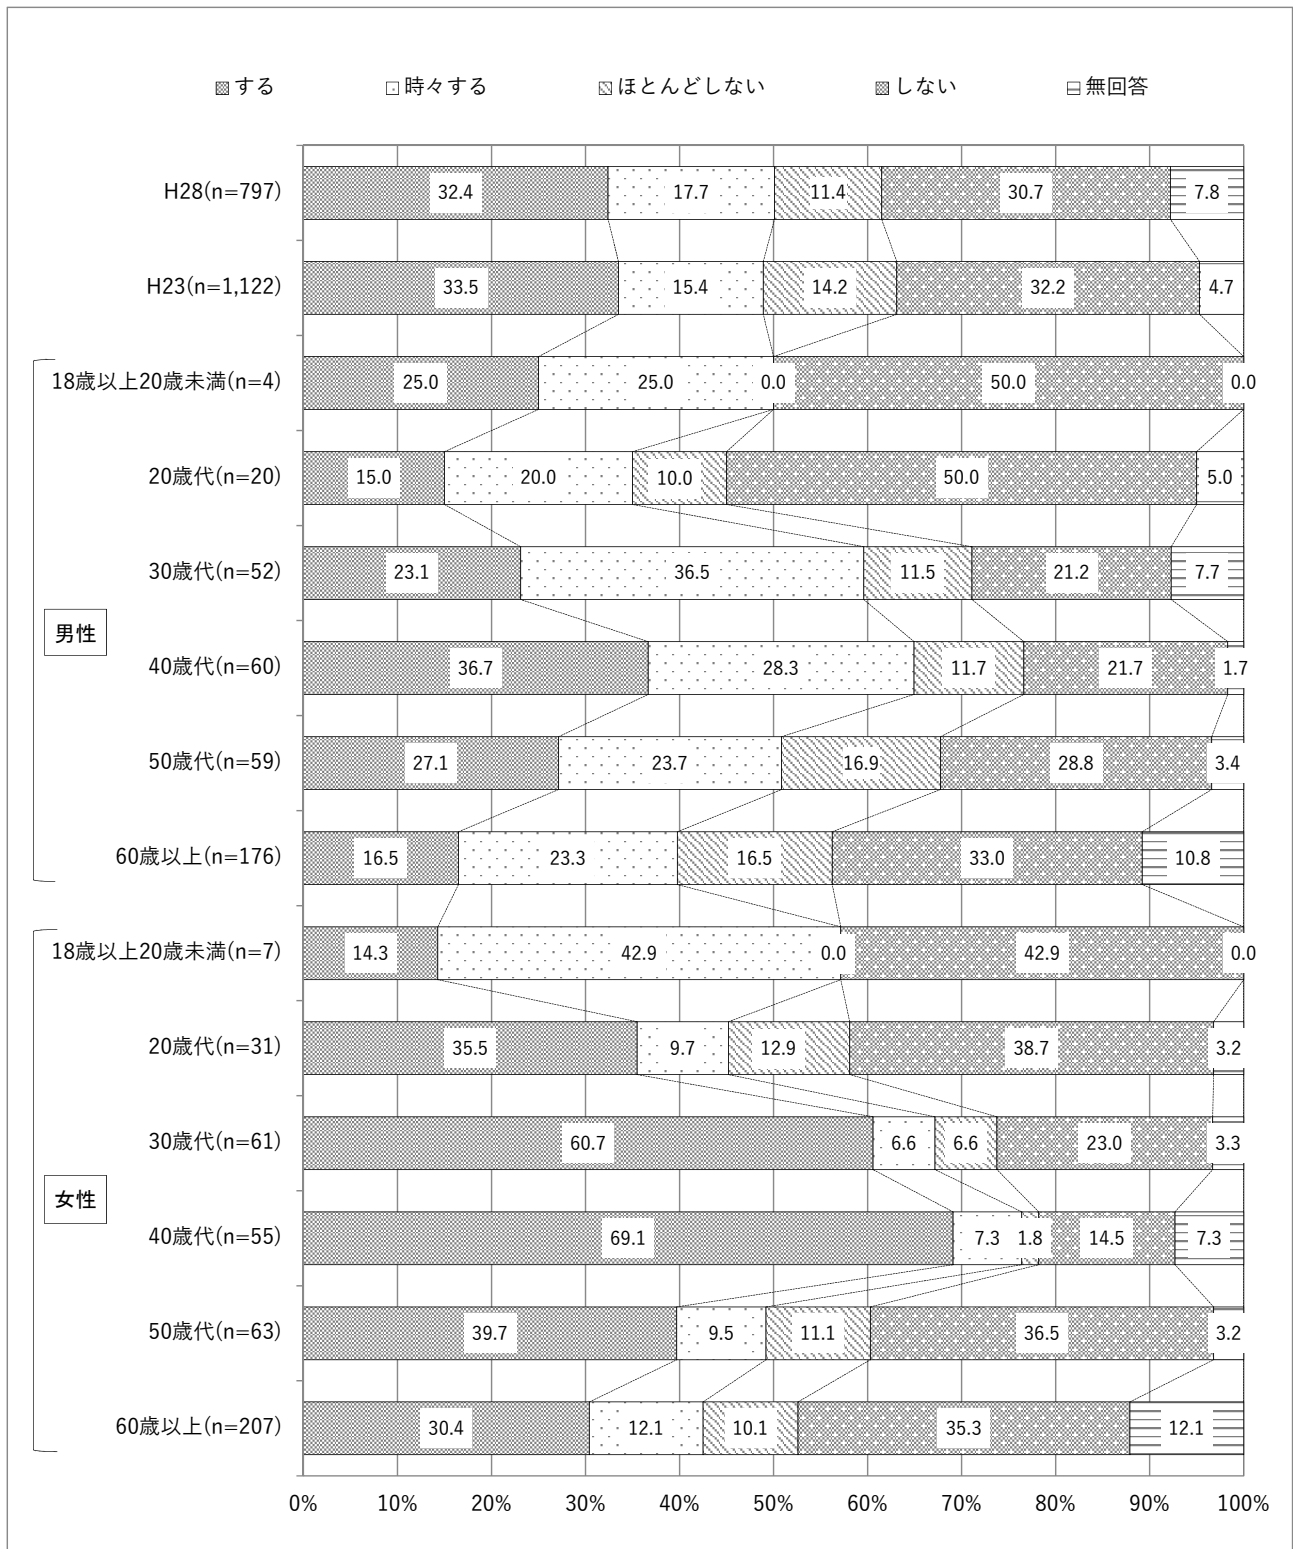 する 時々する ほとんどしない しない 無回答
H28(n=797) 32.4 17.7 11.4 30.7 7.8
H23(n=1,122) 33.5 15.4 14.2 32.2 4.7
18歳以上20歳未満(n=4) 25.0 25.0 0.0 50.0 0.0
20歳代(n=20) 15.0 20.0 10.0 50.0 5.0
30歳代(n=52) 23.1 36.5 11.5 21.2 7.7
男性
40歳代(n=60) 36.7 28.3 11.7 21.7 1.7
50歳代(n=59) 27.1 23.7 16.9 28.8 3.4
60歳以上(n=176) 16.5 23.3 16.5 33.0 10.8
18歳以上20歳未満(n=7) 14.3 42.9 0.0 42.9 0.0
20歳代(n=31) 35.5 9.7 12.9 38.7 3.2
30歳代(n=61) 60.7 6.6 6.6 23.0 3.3
女性
40歳代(n=55) 69.1 7.3 1.8 14.5 7.3
50歳代(n=63) 39.7 9.5 11.1 36.5 3.2
60歳以上(n=207) 30.4 12.1 10.1 35.3 12.1
0% 10% 20% 30% 40% 50% 60% 70% 80% 90% 100%